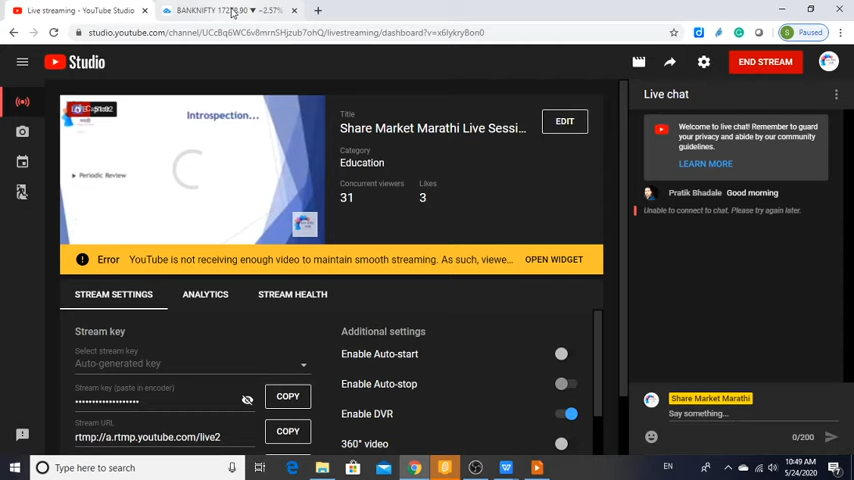 Live streaming - YouTube Studio
BANKNIFTY
▼ −2.57%
studio.youtube.com/channel/UCcBq6WC6v8mrnSHjzub7ohQ/livestreaming/dashboard?v=x6IykryBon0
S Paused
Studio
END STREAM
Introspection...
Periodic Review
Title
Share Market Marathi Live Sessi...
EDIT
Category
Education
Concurrent viewers
Likes
31
3
Error YouTube is not receiving enough video to maintain smooth streaming. As such, viewe... OPEN WIDGET
STREAM SETTINGS
ANALYTICS
STREAM HEALTH
Stream key
Select stream key
Auto-generated key
Stream key (paste in encoder)
COPY
Stream URL
rtmp://a.rtmp.youtube.com/live2
COPY
Additional settings
Enable Auto-start
Enable Auto-stop
Enable DVR
360° video
Live chat
Welcome to live chat! Remember to guard
your privacy and abide by our community
guidelines.
LEARN MORE
Pratik Bhadale Good morning
Unable to connect to chat. Please try again later.
Share Market Marathi
Say something...
0/200
Type here to search
EN
10:49 AM
5/24/2020